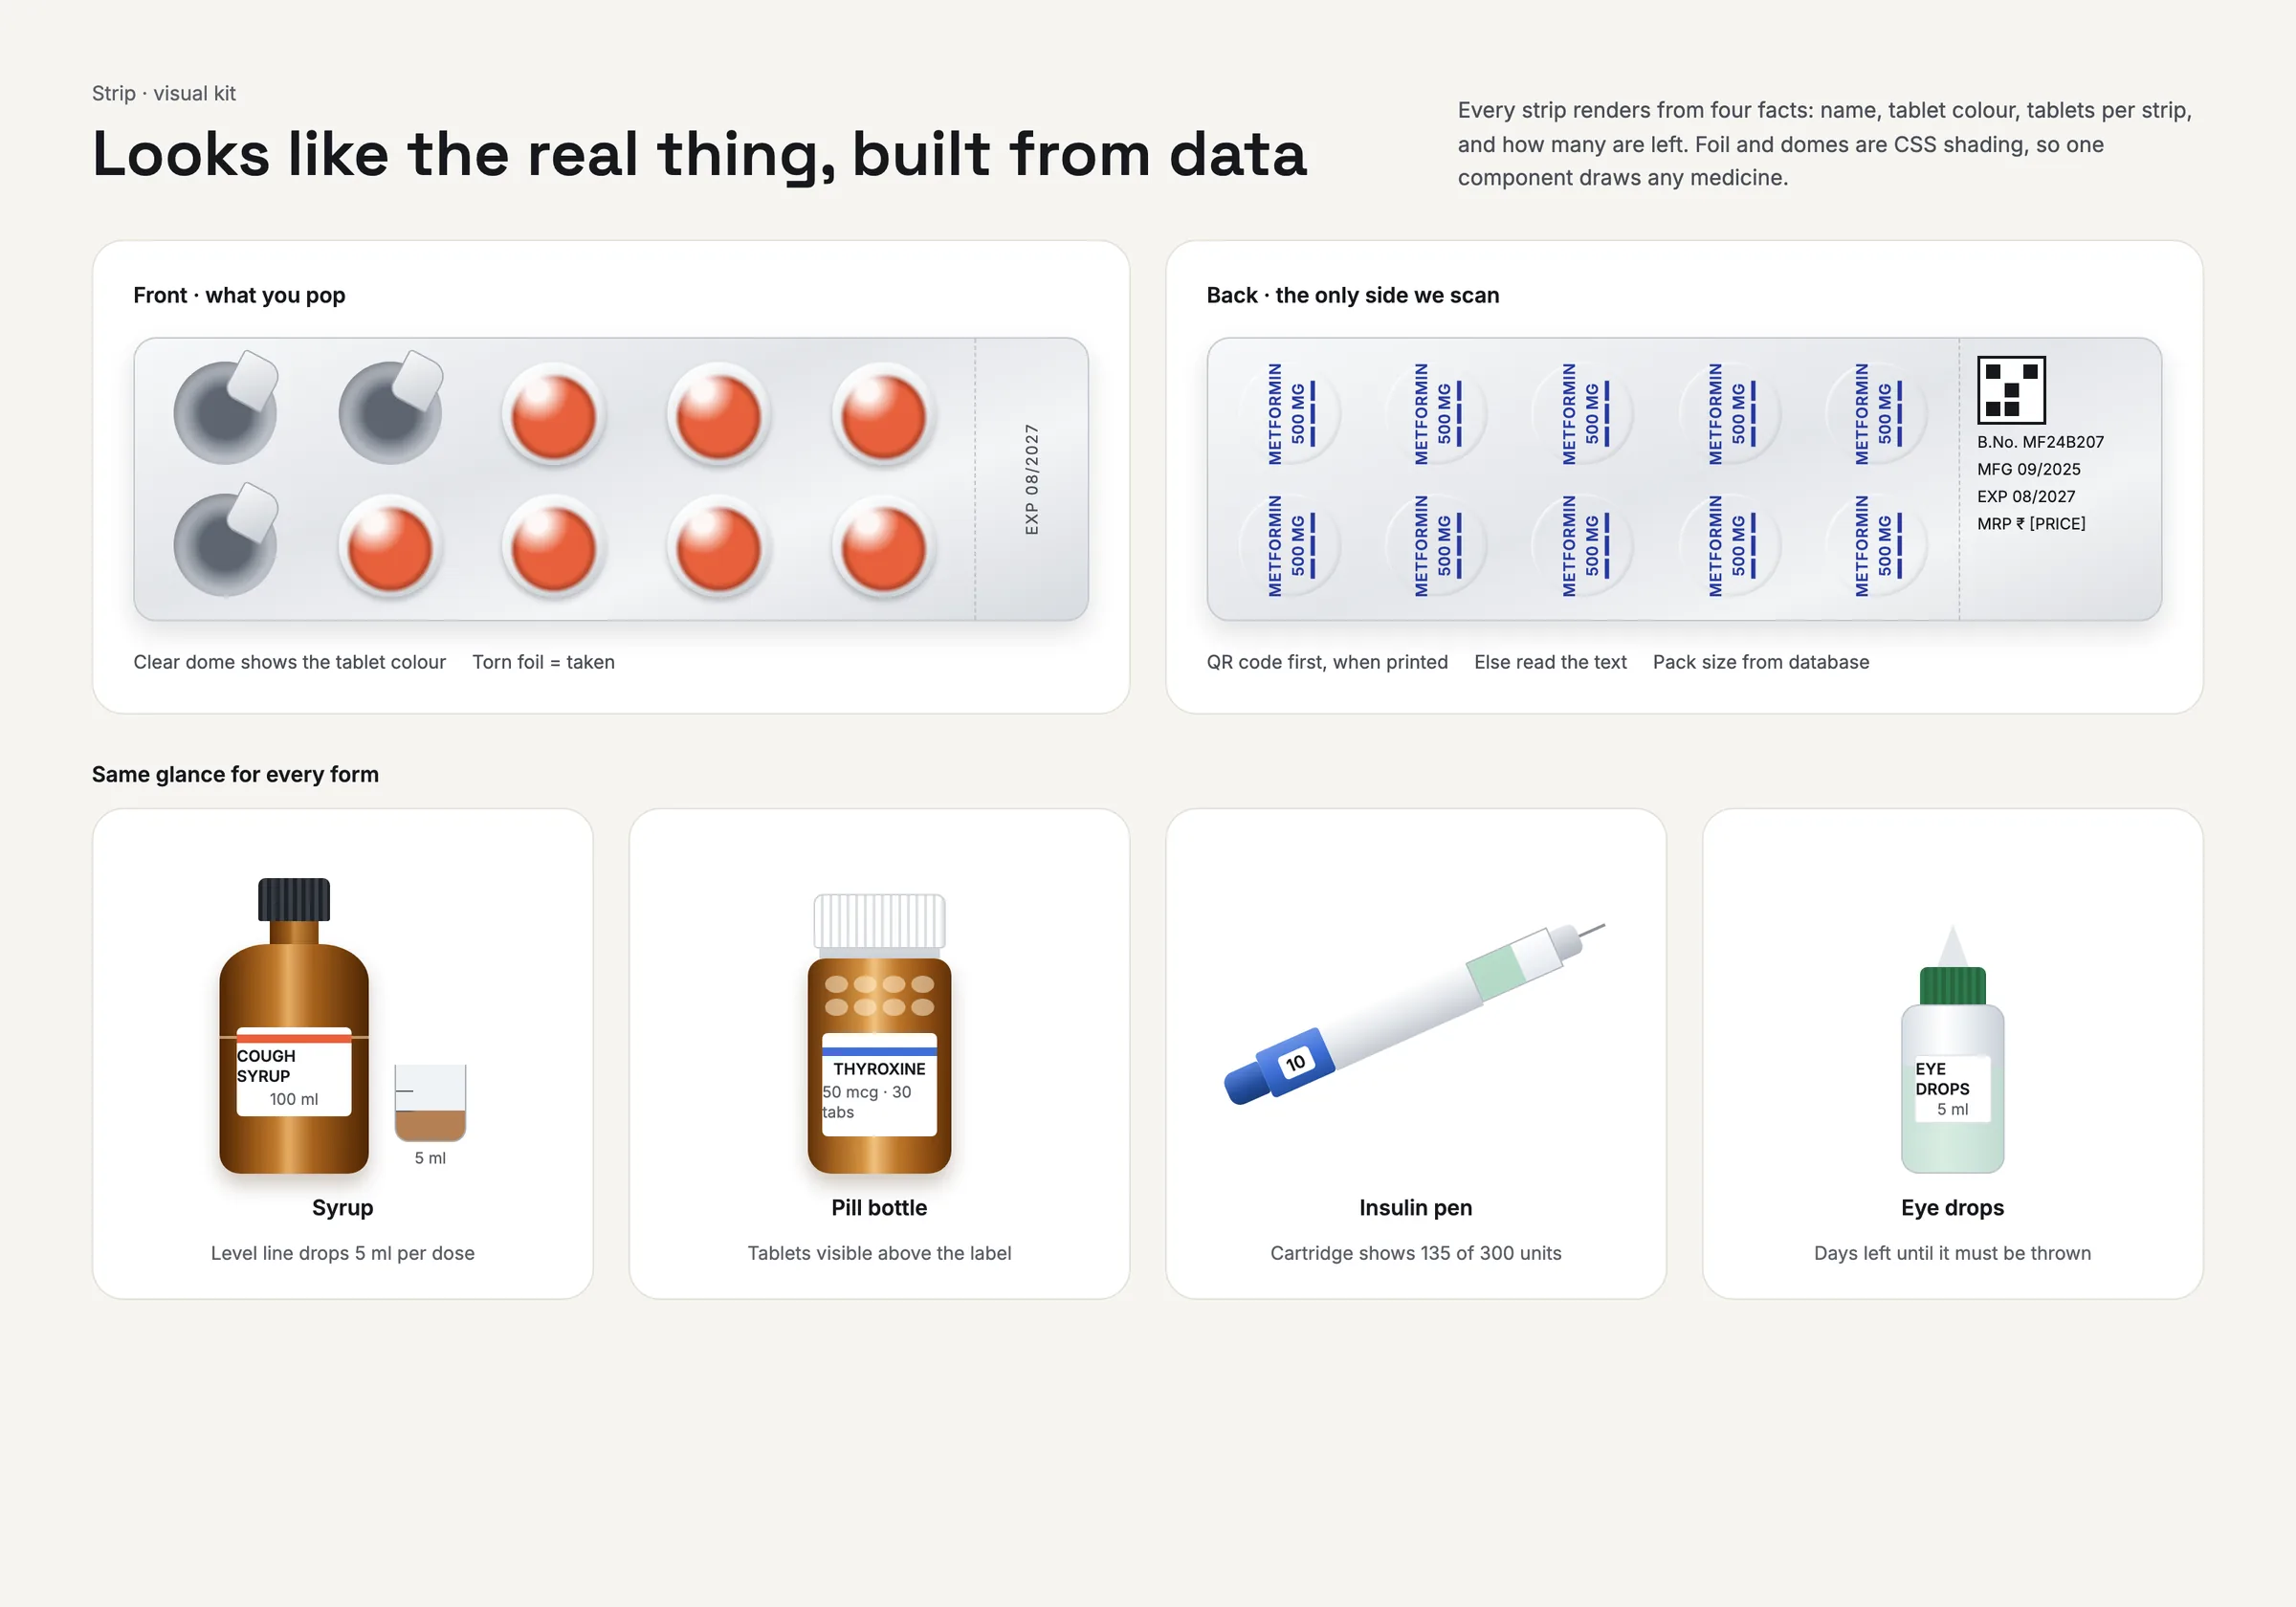 Strip · visual kit
Looks like the real thing, built from data
Every strip renders from four facts: name, tablet colour, tablets per strip,
and how many are left. Foil and domes are CSS shading, so one
component draws any medicine.
Front · what you pop
EXP 08/2027
Clear dome shows the tablet colour Torn foil = taken
Back · the only side we scan
METFORMIN
500 MG
METFORMIN
500 MG
METFORMIN
500 MG
METFORMIN
500 MG
METFORMIN
500 MG
METFORMIN
500 MG
METFORMIN
500 MG
METFORMIN
500 MG
METFORMIN
500 MG
METFORMIN
500 MG
B.No. MF24B207
MFG 09/2025
EXP 08/2027
MRP ₹ [PRICE]
QR code first, when printed Else read the text Pack size from database
Same glance for every form
COUGH
SYRUP
100 ml
5 ml
Syrup
Level line drops 5 ml per dose
THYROXINE
50 mcg · 30
tabs
Pill bottle
Tablets visible above the label
10
Insulin pen
Cartridge shows 135 of 300 units
EYE
DROPS
5 ml
Eye drops
Days left until it must be thrown